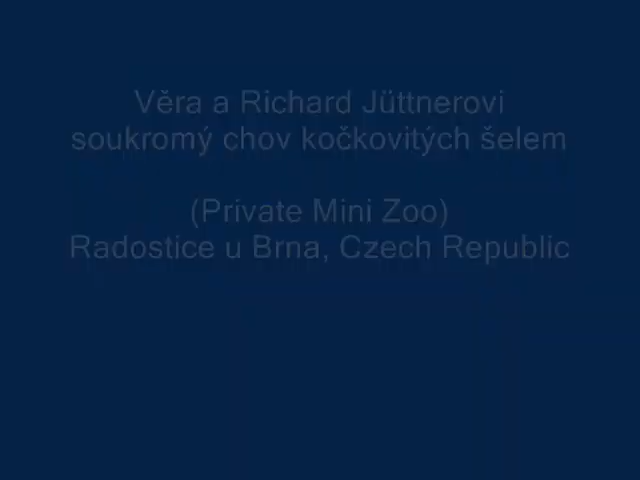 Věra a Richard Jüttnerovi
soukromý chov kočkovitých šelem
(Private Mini Zoo)
Radostice u Brna, Czech Republic